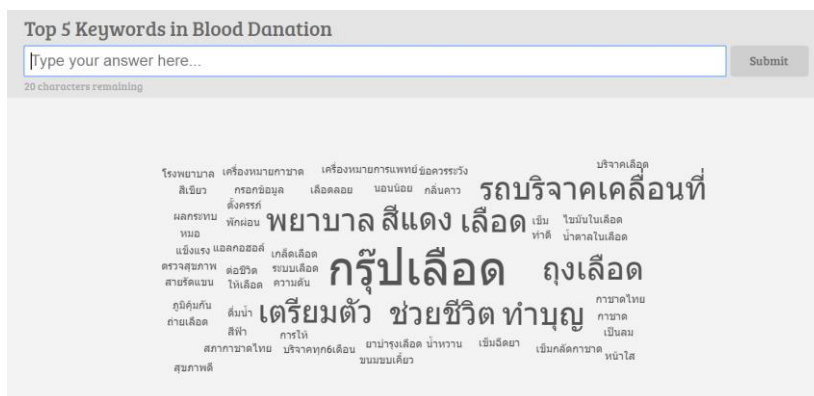 Top 5 Keywords in Blood Danation
Type your answer here...
Submit
20 characters remaining
บริจาคเลือด
โรงพยาบาล เครื่องหมายกาชาด เครื่องหมายการแพทย์ ข้อควรระวัง
สีเขียว กรอกข้อมูล เลือดลอย นอนน้อย กลิ่นคาว รถบริจาคเคลื่อนที่
ตั้งครรภ์
ผลกระทบ พักผ่อน พยาบาล สีแดง เลือด เข็ม ไขมันในเลือด
หมอ ทำดี น้ำตาลในเลือด
แข็งแรง แอลกอฮอล์ เกล็ดเลือด
ตรวจสุขภาพ ต่อชีวิต ระบบเลือด กรุ๊ปเลือด ถุงเลือด
สายรัดแขน ให้เลือด ความดัน
ภูมิคุ้มกัน ดื่มน้ำ เตรียมตัว ช่วยชีวิต ทำบุญ กาชาดไทย
ถ่ายเลือด กาชาด
สีฟ้า การให้ เป็นลม
สภากาชาดไทย บริจาคทุก6เดือน ยาบำรุงเลือด น้ำหวาน เข็มฉีดยา เข็มกลัดกาชาด หน้าใส
ขนมขบเคี้ยว
สุขภาพดี